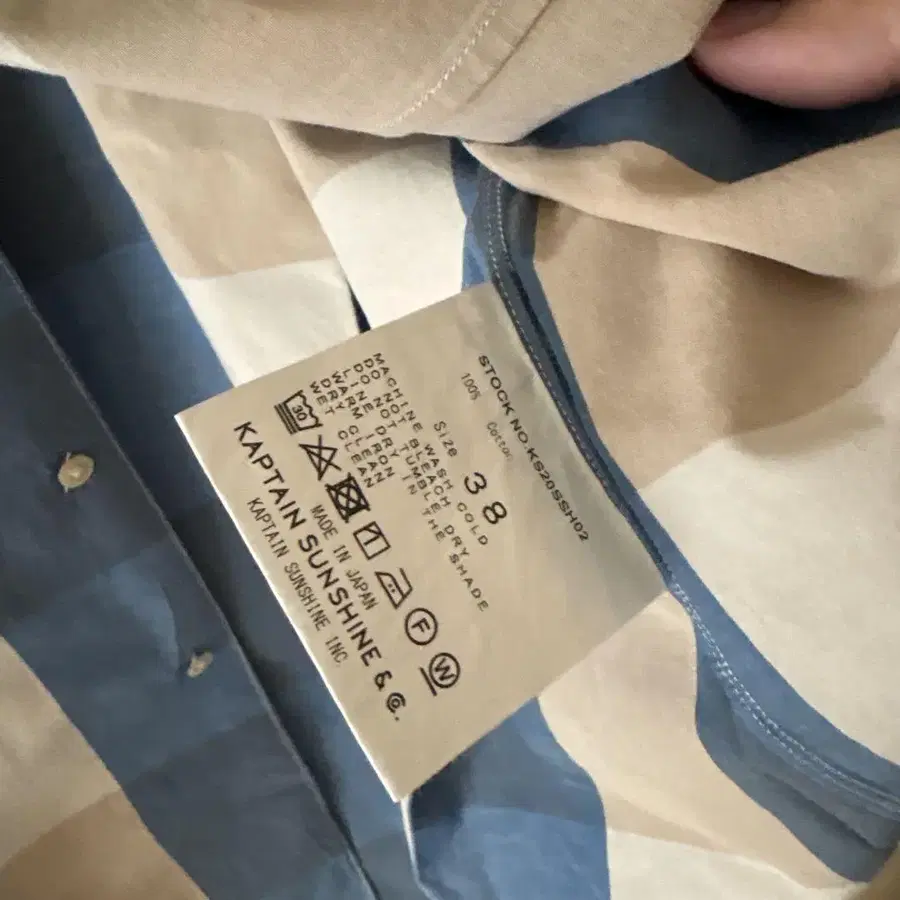 STOCK NO.KS20SSH02
100% Cotton
Size 38
MACHINE WASH COLD
DO NOT BLEACH
DO NOT TUMBLE DRY
LINE DRY IN THE SHADE
WARM IRON
DRY CLEAN
WET CLEAN
30
F
W
MADE IN JAPAN
KAPTAIN SUNSHINE & Co.
KAPTAIN SUNSHINE INC.